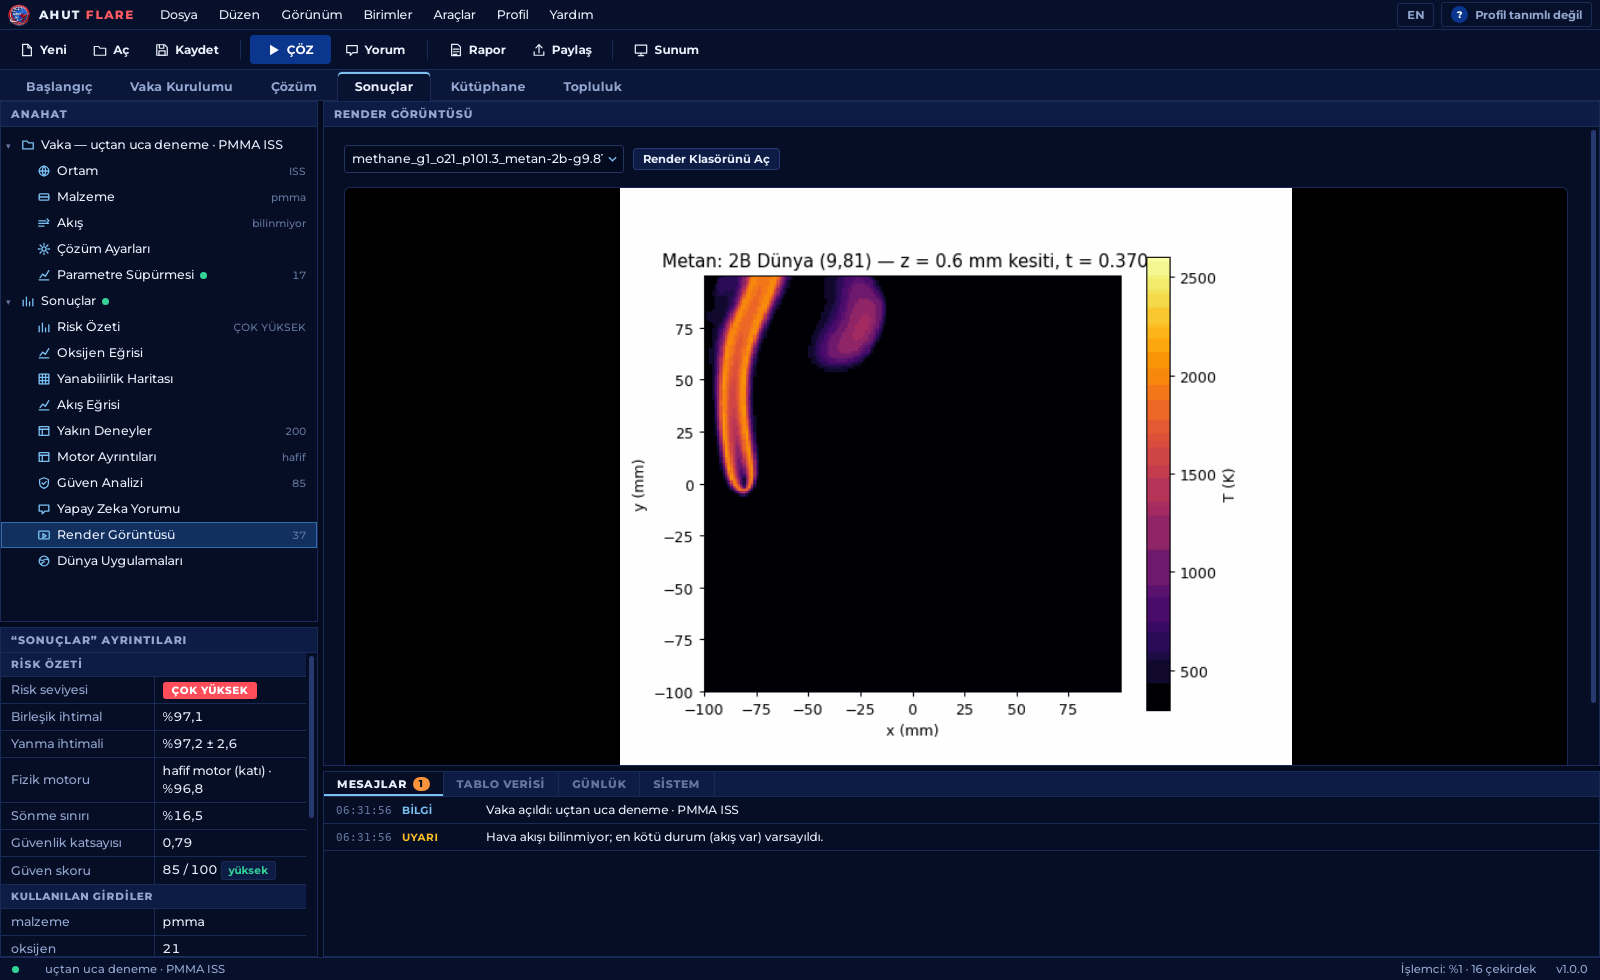 AHUT FLARE
Dosya Düzen Görünüm Birimler Araçlar Profil Yardım
EN
? Profil tanımlı değil
Yeni Aç Kaydet ÇÖZ Yorum Rapor Paylaş Sunum
Başlangıç Vaka Kurulumu Çözüm Sonuçlar Kütüphane Topluluk
ANAHAT
Vaka — uçtan uca deneme · PMMA ISS
Ortam ISS
Malzeme pmma
Akış bilinmiyor
Çözüm Ayarları
Parametre Süpürmesi 17
Sonuçlar
Risk Özeti ÇOK YÜKSEK
Oksijen Eğrisi
Yanabilirlik Haritası
Akış Eğrisi
Yakın Deneyler 200
Motor Ayrıntıları hafif
Güven Analizi 85
Yapay Zeka Yorumu
Render Görüntüsü 37
Dünya Uygulamaları
“SONUÇLAR” AYRINTILARI
RİSK ÖZETİ
Risk seviyesi ÇOK YÜKSEK
Birleşik ihtimal %97,1
Yanma ihtimali %97,2 ± 2,6
Fizik motoru hafif motor (katı) ·
%96,8
Sönme sınırı %16,5
Güvenlik katsayısı 0,79
Güven skoru 85 / 100 yüksek
KULLANILAN GİRDİLER
malzeme pmma
oksijen 21
RENDER GÖRÜNTÜSÜ
methane_g1_o21_p101.3_metan-2b-g9.8
Render Klasörünü Aç
Metan: 2B Dünya (9,81) — z = 0.6 mm kesiti, t = 0.370
75
50
25
0
−25
−50
−75
−100
y (mm)
−100 −75 −50 −25 0 25 50 75
x (mm)
2500
2000
1500
1000
500
T (K)
MESAJLAR 1 TABLO VERİSİ GÜNLÜK SİSTEM
06:31:56 BİLGİ Vaka açıldı: uçtan uca deneme · PMMA ISS
06:31:56 UYARI Hava akışı bilinmiyor; en kötü durum (akış var) varsayıldı.
uçtan uca deneme · PMMA ISS
İşlemci: %1 · 16 çekirdek v1.0.0